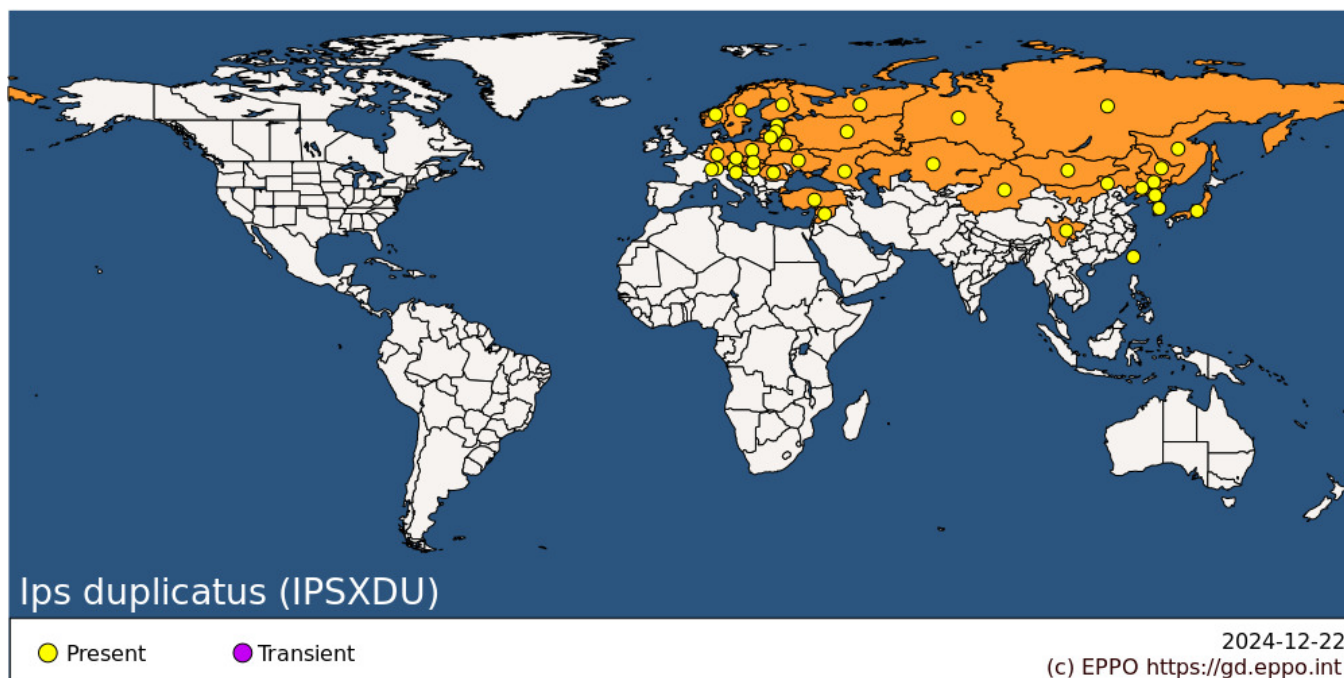 Ips duplicatus (IPSXDU)
Present
Transient
2024-12-22
(c) EPPO https://gd.eppo.int